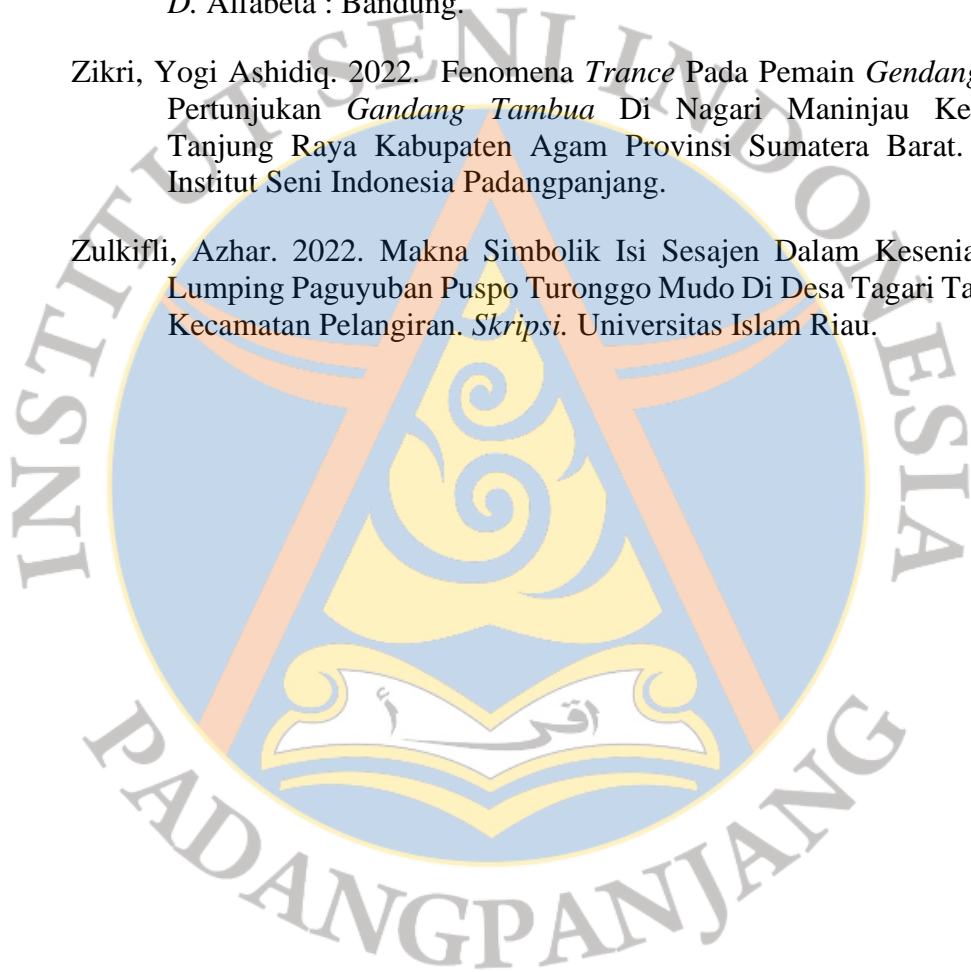 D. Alfabeta : Bandung.
Zikri, Yogi Ashidiq. 2022. Fenomena Trance Pada Pemain Gendang
Pertunjukan Gandang Tambua Di Nagari Maninjau Ke
Tanjung Raya Kabupaten Agam Provinsi Sumatera Barat.
Institut Seni Indonesia Padangpanjang.
Zulkifli, Azhar. 2022. Makna Simbolik Isi Sesajen Dalam Kesenia
Lumping Paguyuban Puspo Turonggo Mudo Di Desa Tagari Ta
Kecamatan Pelangiran. Skripsi. Universitas Islam Riau.
INSTITUT SENI INDONESIA
اقرأ
PADANGPANJANG